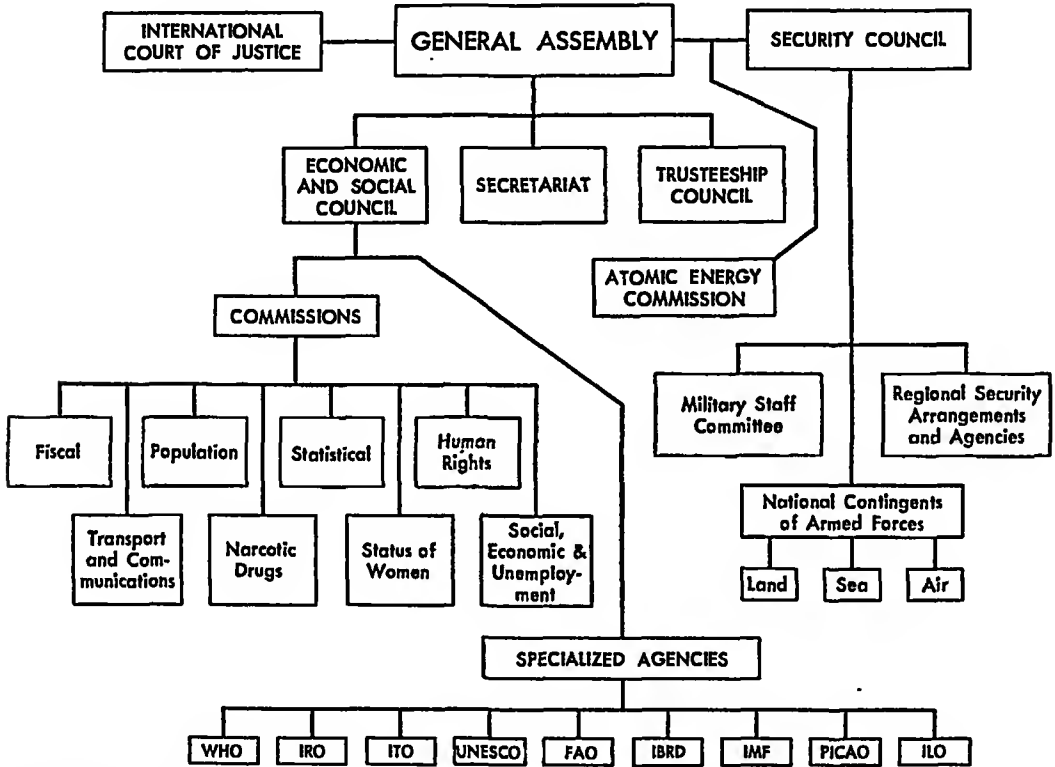 INTERNATIONAL
COURT OF JUSTICE
GENERAL ASSEMBLY
SECURITY COUNCIL
ECONOMIC
AND SOCIAL
COUNCIL
SECRETARIAT
TRUSTEESHIP
COUNCIL
ATOMIC ENERGY
COMMISSION
COMMISSIONS
Military Staff
Committee
Regional Security
Arrangements
and Agencies
Fiscal
Population
Statistical
Human
Rights
National Contingents
of Armed Forces
Transport
and Com-
munications
Narcotic
Drugs
Status of
Women
Social,
Economic &
Unemploy-
ment
Land
Sea
Air
SPECIALIZED AGENCIES
WHO
IRO
ITO
UNESCO
FAO
IBRD
IMF
PICAO
ILO